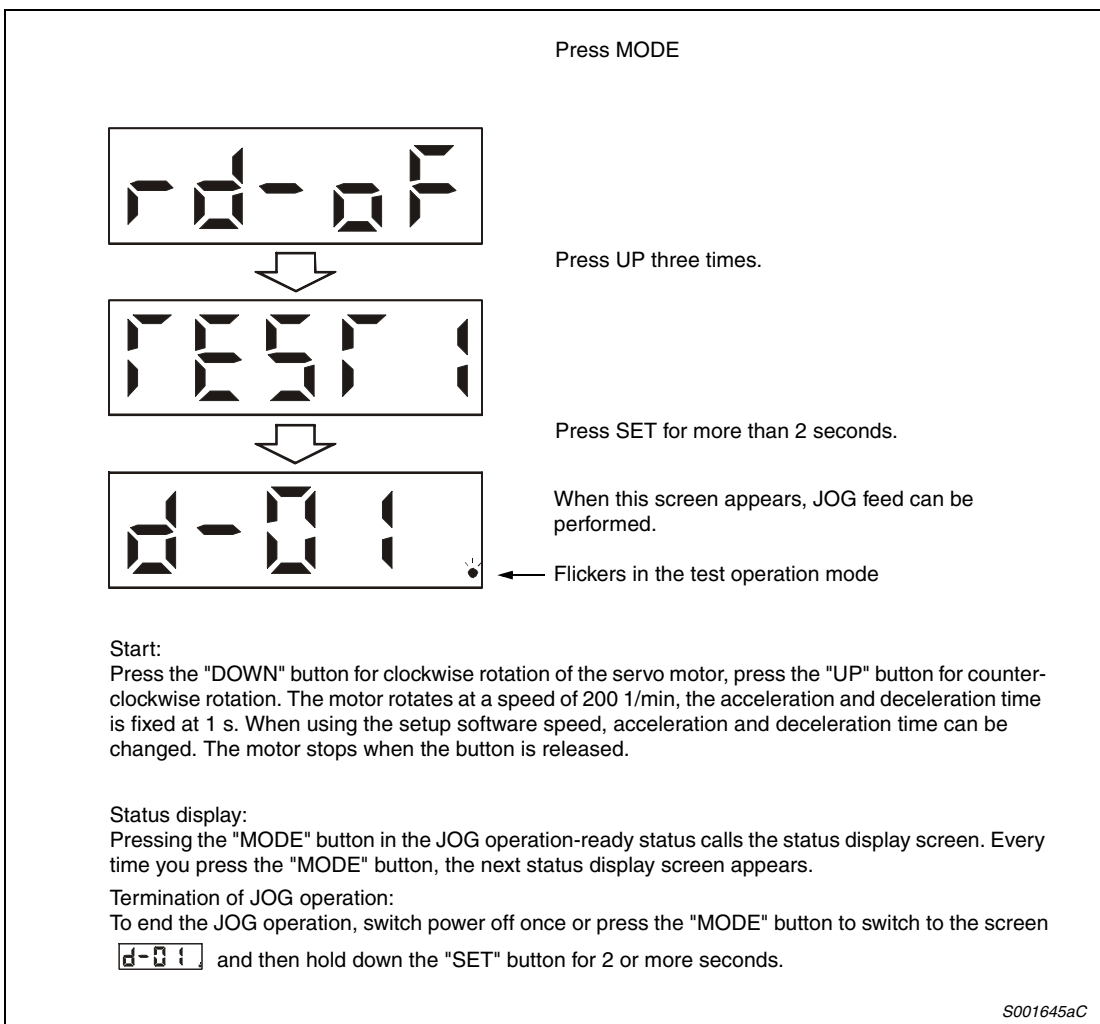 Press MODE
rd-oF
Press UP three times.
TEST1
Press SET for more than 2 seconds.
d-01
When this screen appears, JOG feed can be
performed.
Flickers in the test operation mode
Start:
Press the "DOWN" button for clockwise rotation of the servo motor, press the "UP" button for counter-
clockwise rotation. The motor rotates at a speed of 200 1/min, the acceleration and deceleration time
is fixed at 1 s. When using the setup software speed, acceleration and deceleration time can be
changed. The motor stops when the button is released.
Status display:
Pressing the "MODE" button in the JOG operation-ready status calls the status display screen. Every
time you press the "MODE" button, the next status display screen appears.
Termination of JOG operation:
To end the JOG operation, switch power off once or press the "MODE" button to switch to the screen
d-01. and then hold down the "SET" button for 2 or more seconds.
S001645aC